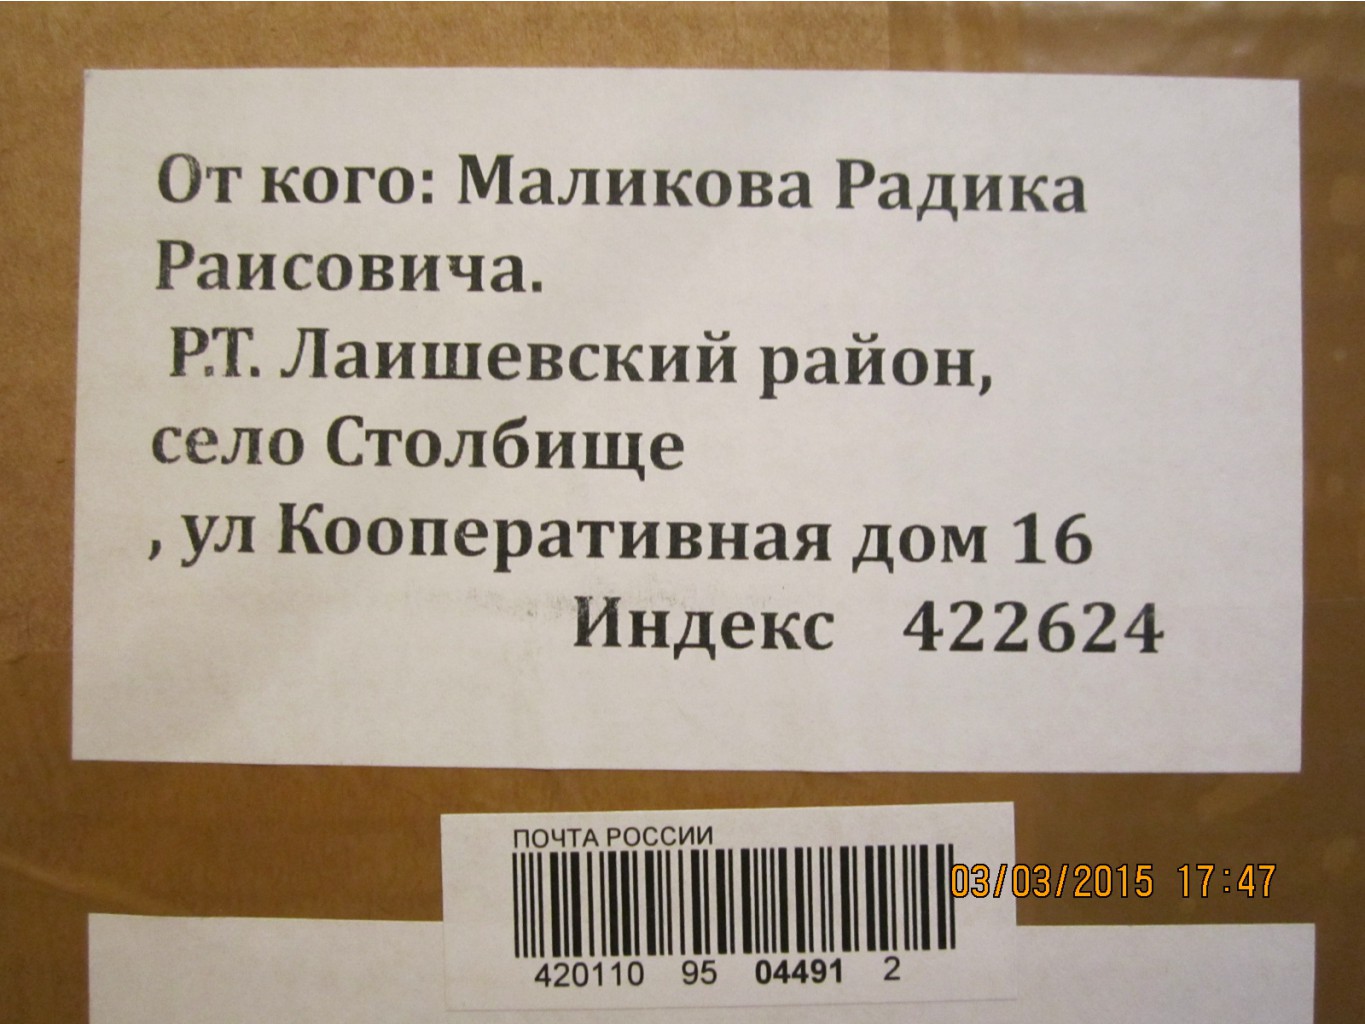 От кого: Маликова Радика
Раисовича.
Р.Т. Лаишевский район,
село Столбище
, ул Кооперативная дом 16
Индекс 422624
ПОЧТА РОССИИ
03/03/2015 17:47
420110 95 04491 2